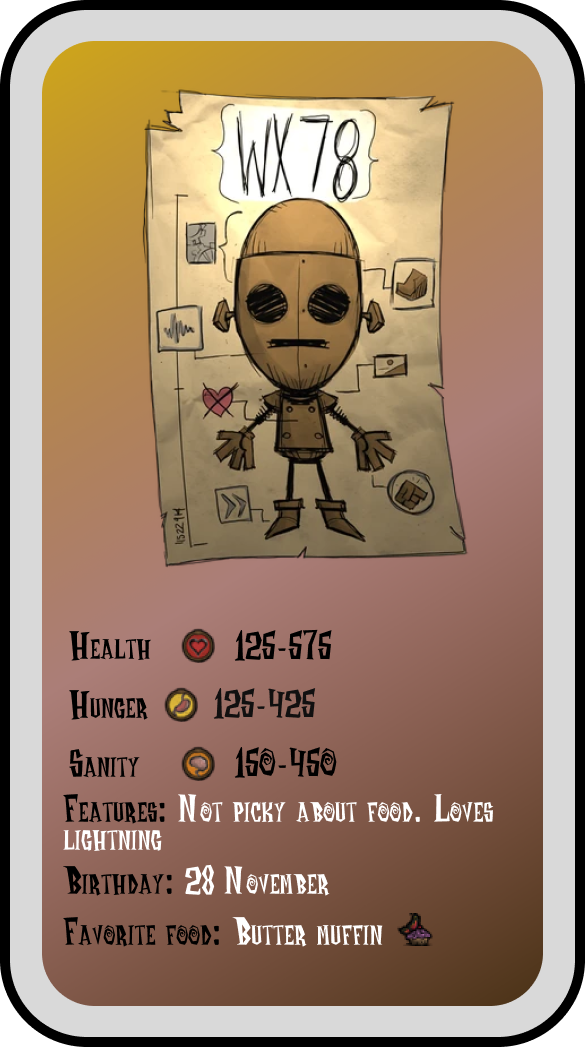 WX 78
Health 125-575
Hunger 125-425
Sanity 150-450
Features: Not picky about food. Loves
lightning
Birthday: 28 November
Favorite food: Butter muffin